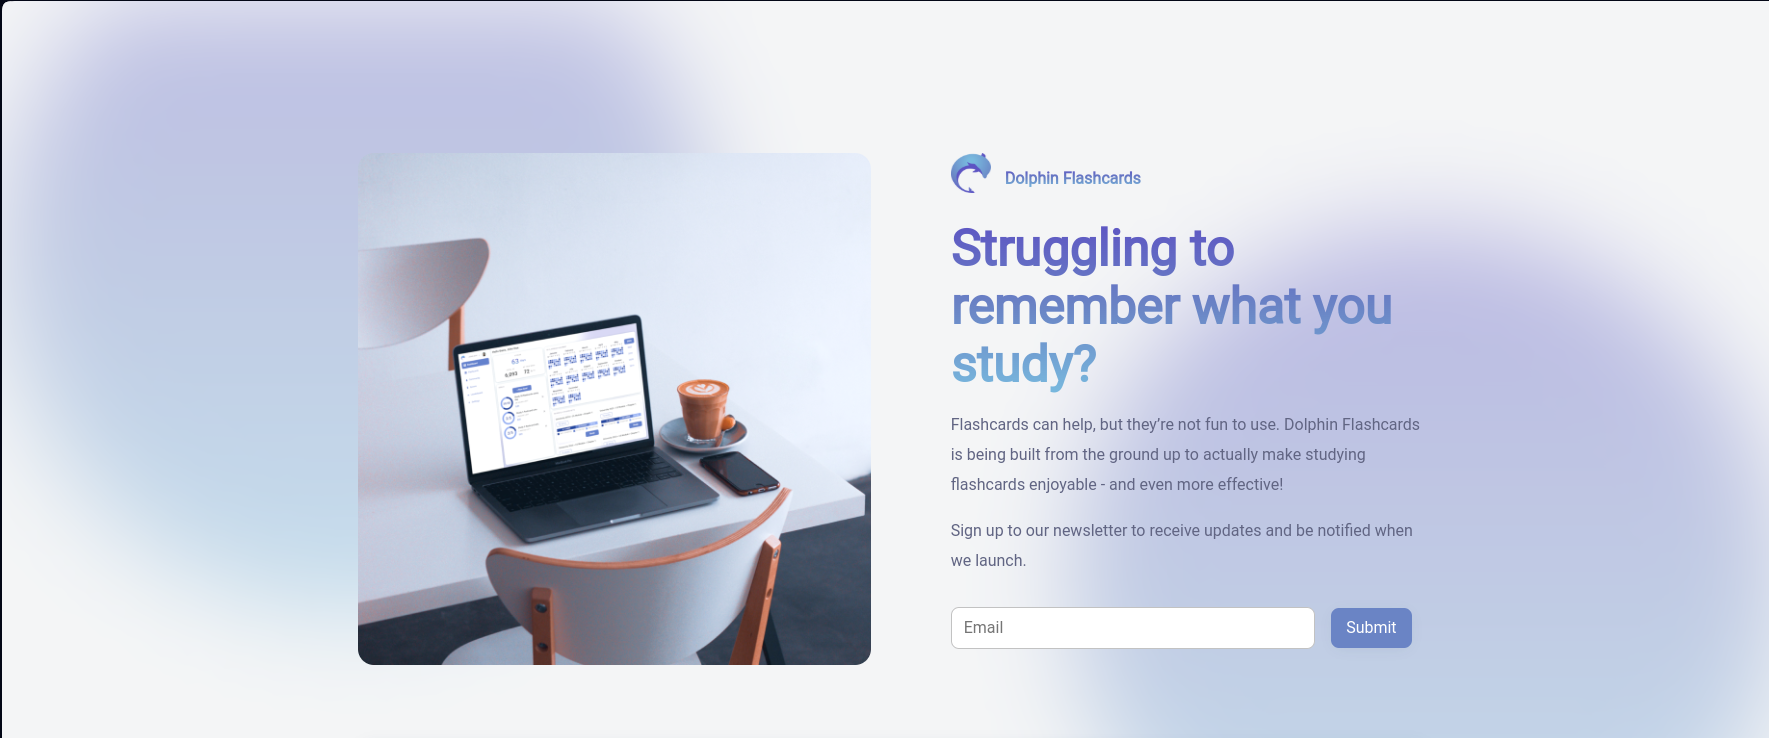 Dolphin Flashcards
Struggling to
remember what you
study?
Flashcards can help, but they’re not fun to use. Dolphin Flashcards
is being built from the ground up to actually make studying
flashcards enjoyable - and even more effective!
Sign up to our newsletter to receive updates and be notified when
we launch.
Email
Submit